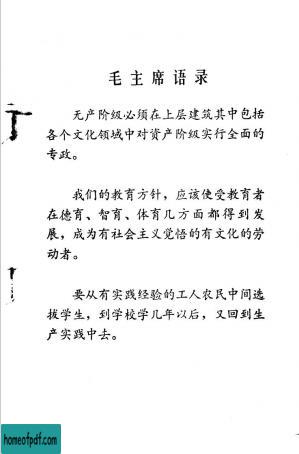 毛主席语录
无产阶级必须在上层建筑其中包括
各个文化领域中对资产阶级实行全面的
专政。
我们的教育方针，应该使受教育者
在德育、智育、体育几方面都得到发
展，成为有社会主义觉悟的有文化的劳
动者。
要从有实践经验的工人农民中间选
拔学生，到学校学几年以后，又回到生
产实践中去。
homeofpdf.com